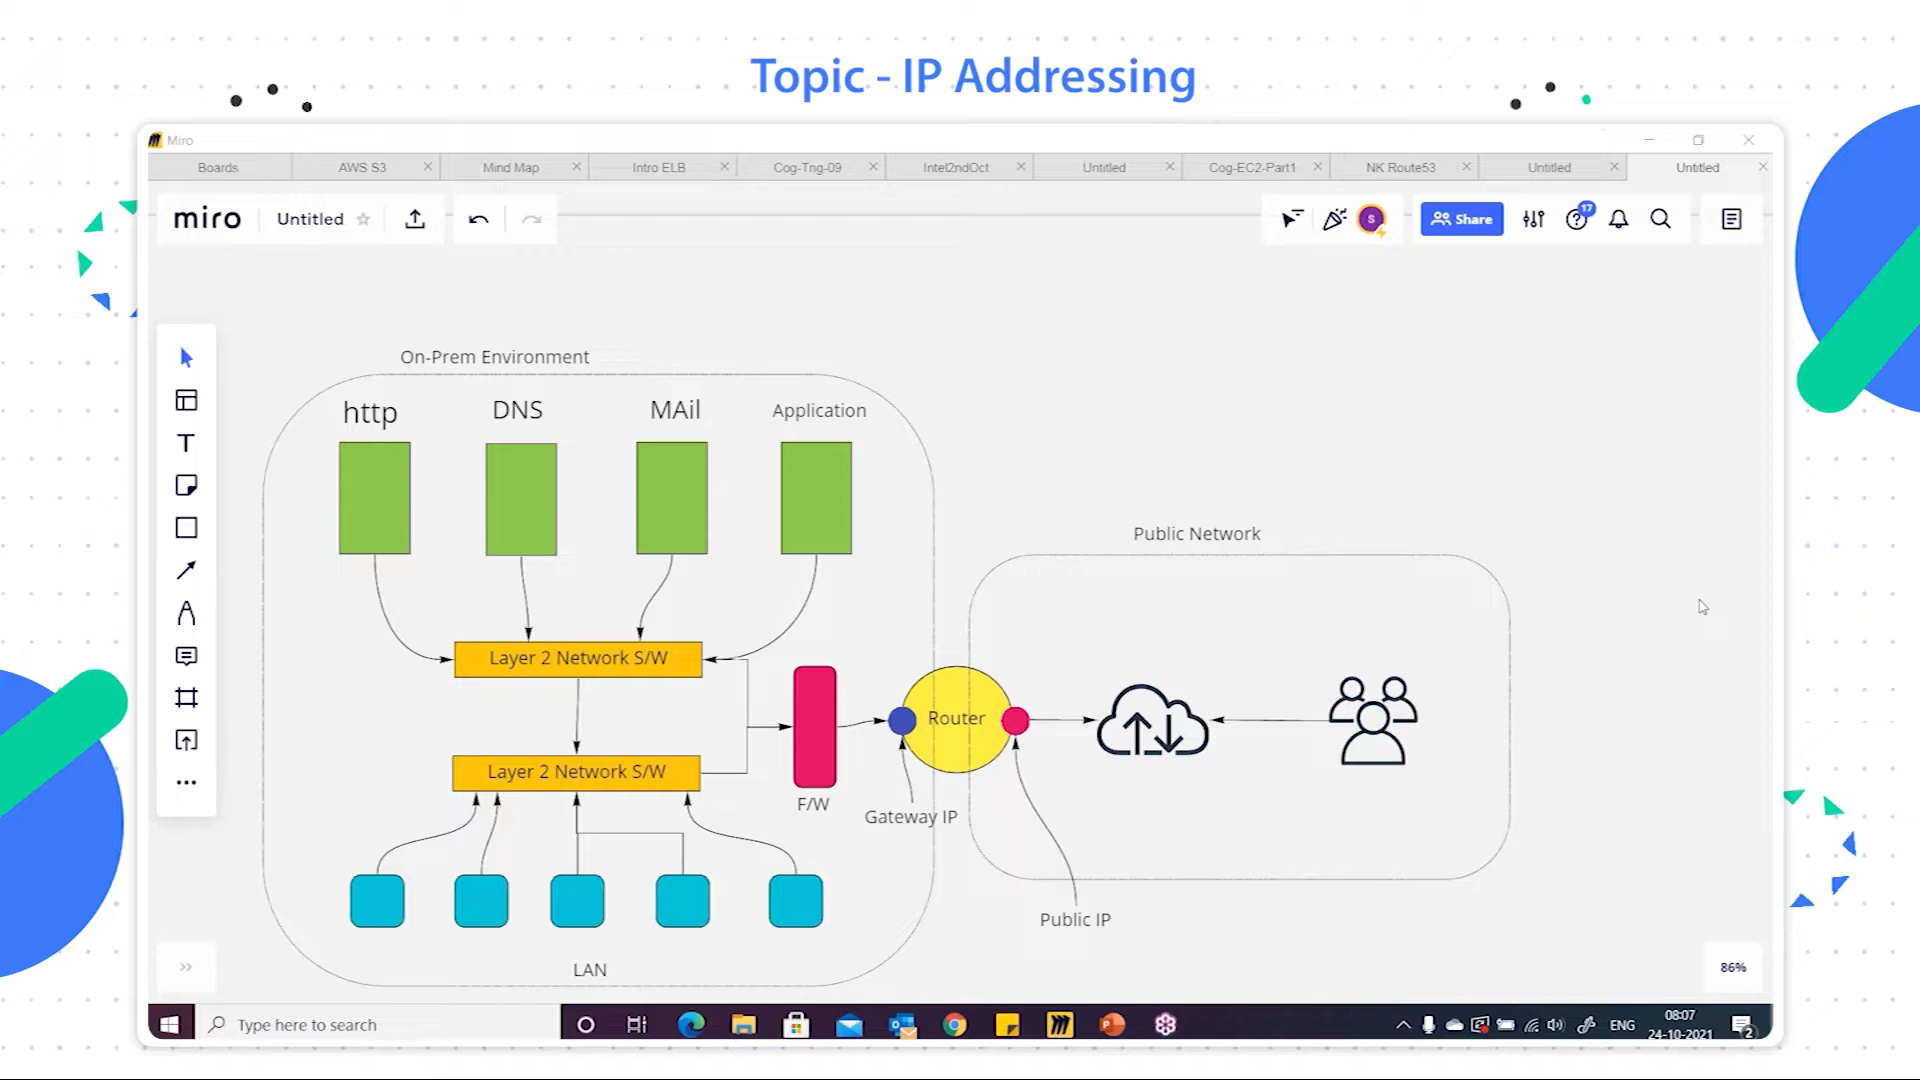 Topic - IP Addressing
Miro
Boards
AWS S3
Mind Map
Intro ELB
Cog-Tng-09
Intel2ndOct
Untitled
Cog-EC2-Part1
NK Route53
Untitled
Untitled
miro
Untitled
S
Share
17
On-Prem Environment
http
DNS
MAil
Application
Public Network
Layer 2 Network S/W
Router
Layer 2 Network S/W
F/W
Gateway IP
Public IP
LAN
86%
Type here to search
ENG
08:07
24-10-2021
2